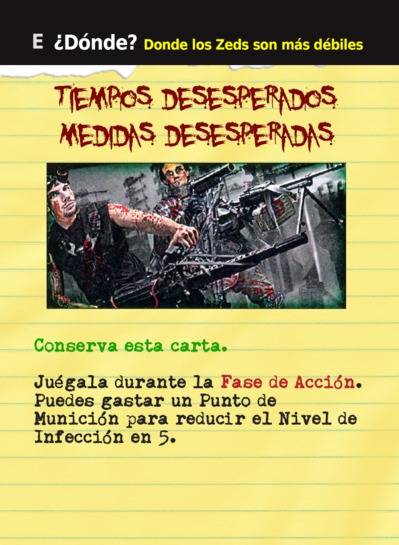 E ¿Dónde? Donde los Zeds son más débiles
TIEMPOS DESESPERADOS
MEDIDAS DESESPERADAS
Conserva esta carta.
Juégala durante la Fase de Acción.
Puedes gastar un Punto de
Munición para reducir el Nivel de
Infección en 5.